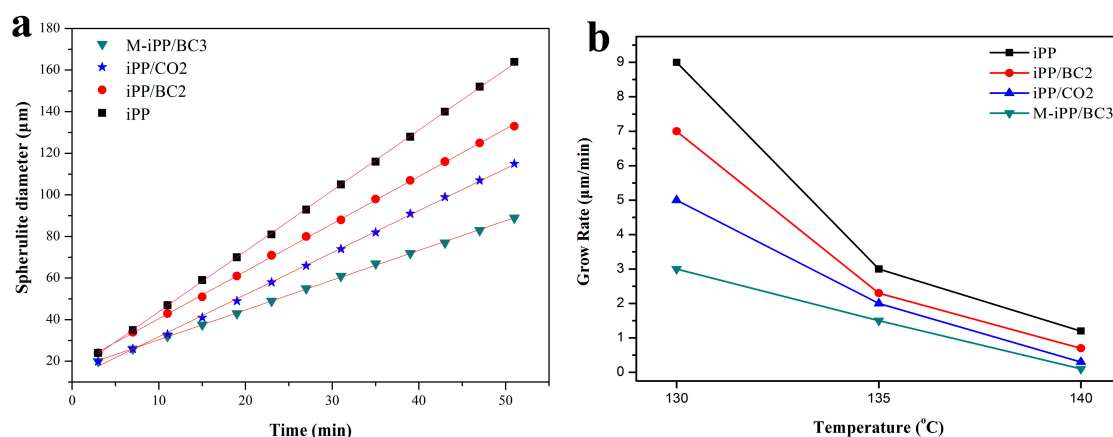 a
Spherulite diameter (μm)
180
160
140
120
100
80
60
40
20
M-iPP/BC3
iPP/CO2
iPP/BC2
iPP
0
10
20
30
40
50
Time (min)
b
Grow Rate (μm/min)
9
8
7
6
5
4
3
2
1
0
iPP
iPP/BC2
iPP/CO2
M-iPP/BC3
130
135
140
Temperature (°C)